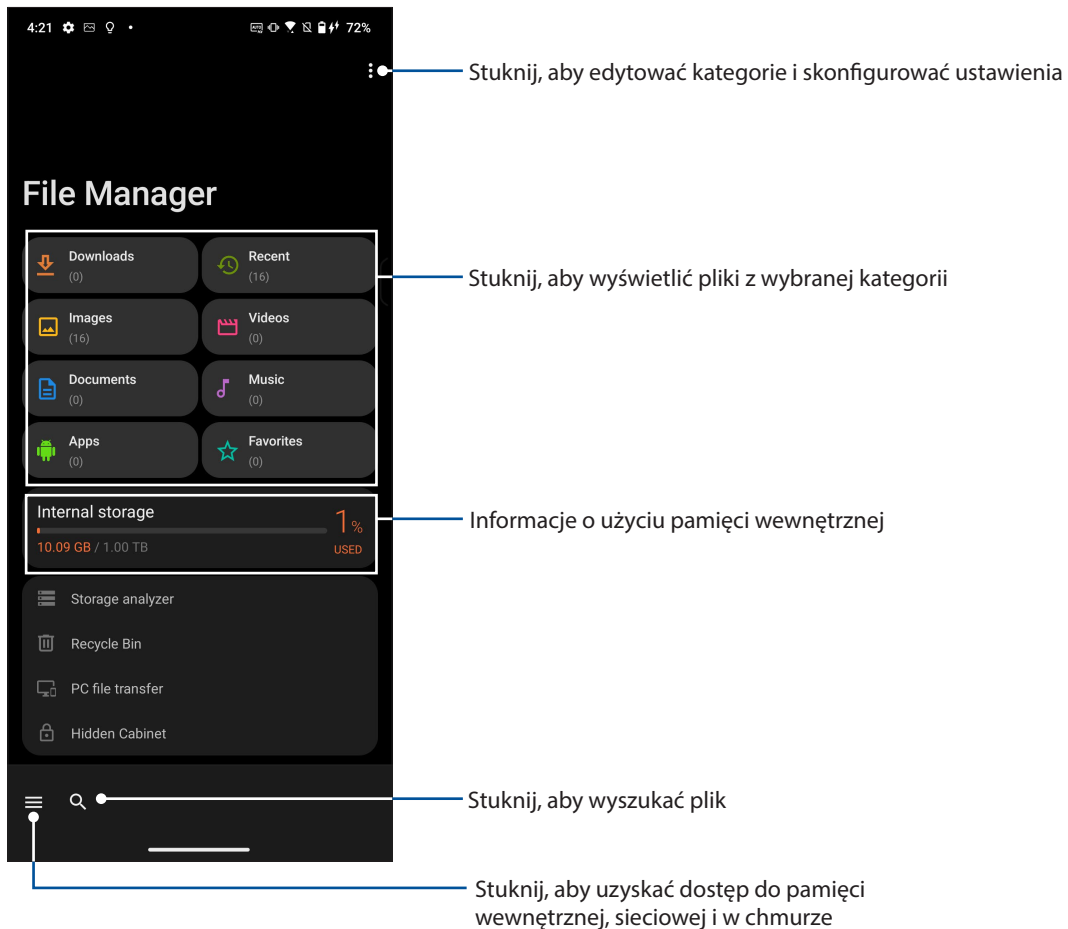 4:21 72%
Stuknij, aby edytować kategorie i skonfigurować ustawienia
File Manager
Downloads
(0)
Recent
(16)
Stuknij, aby wyświetlić pliki z wybranej kategorii
Images
(16)
Videos
(0)
Documents
(0)
Music
(0)
Apps
(0)
Favorites
(0)
Internal storage
1%
10.09 GB / 1.00 TB
USED
Informacje o użyciu pamięci wewnętrznej
Storage analyzer
Recycle Bin
PC file transfer
Hidden Cabinet
Stuknij, aby wyszukać plik
Stuknij, aby uzyskać dostęp do pamięci
wewnętrznej, sieciowej i w chmurze